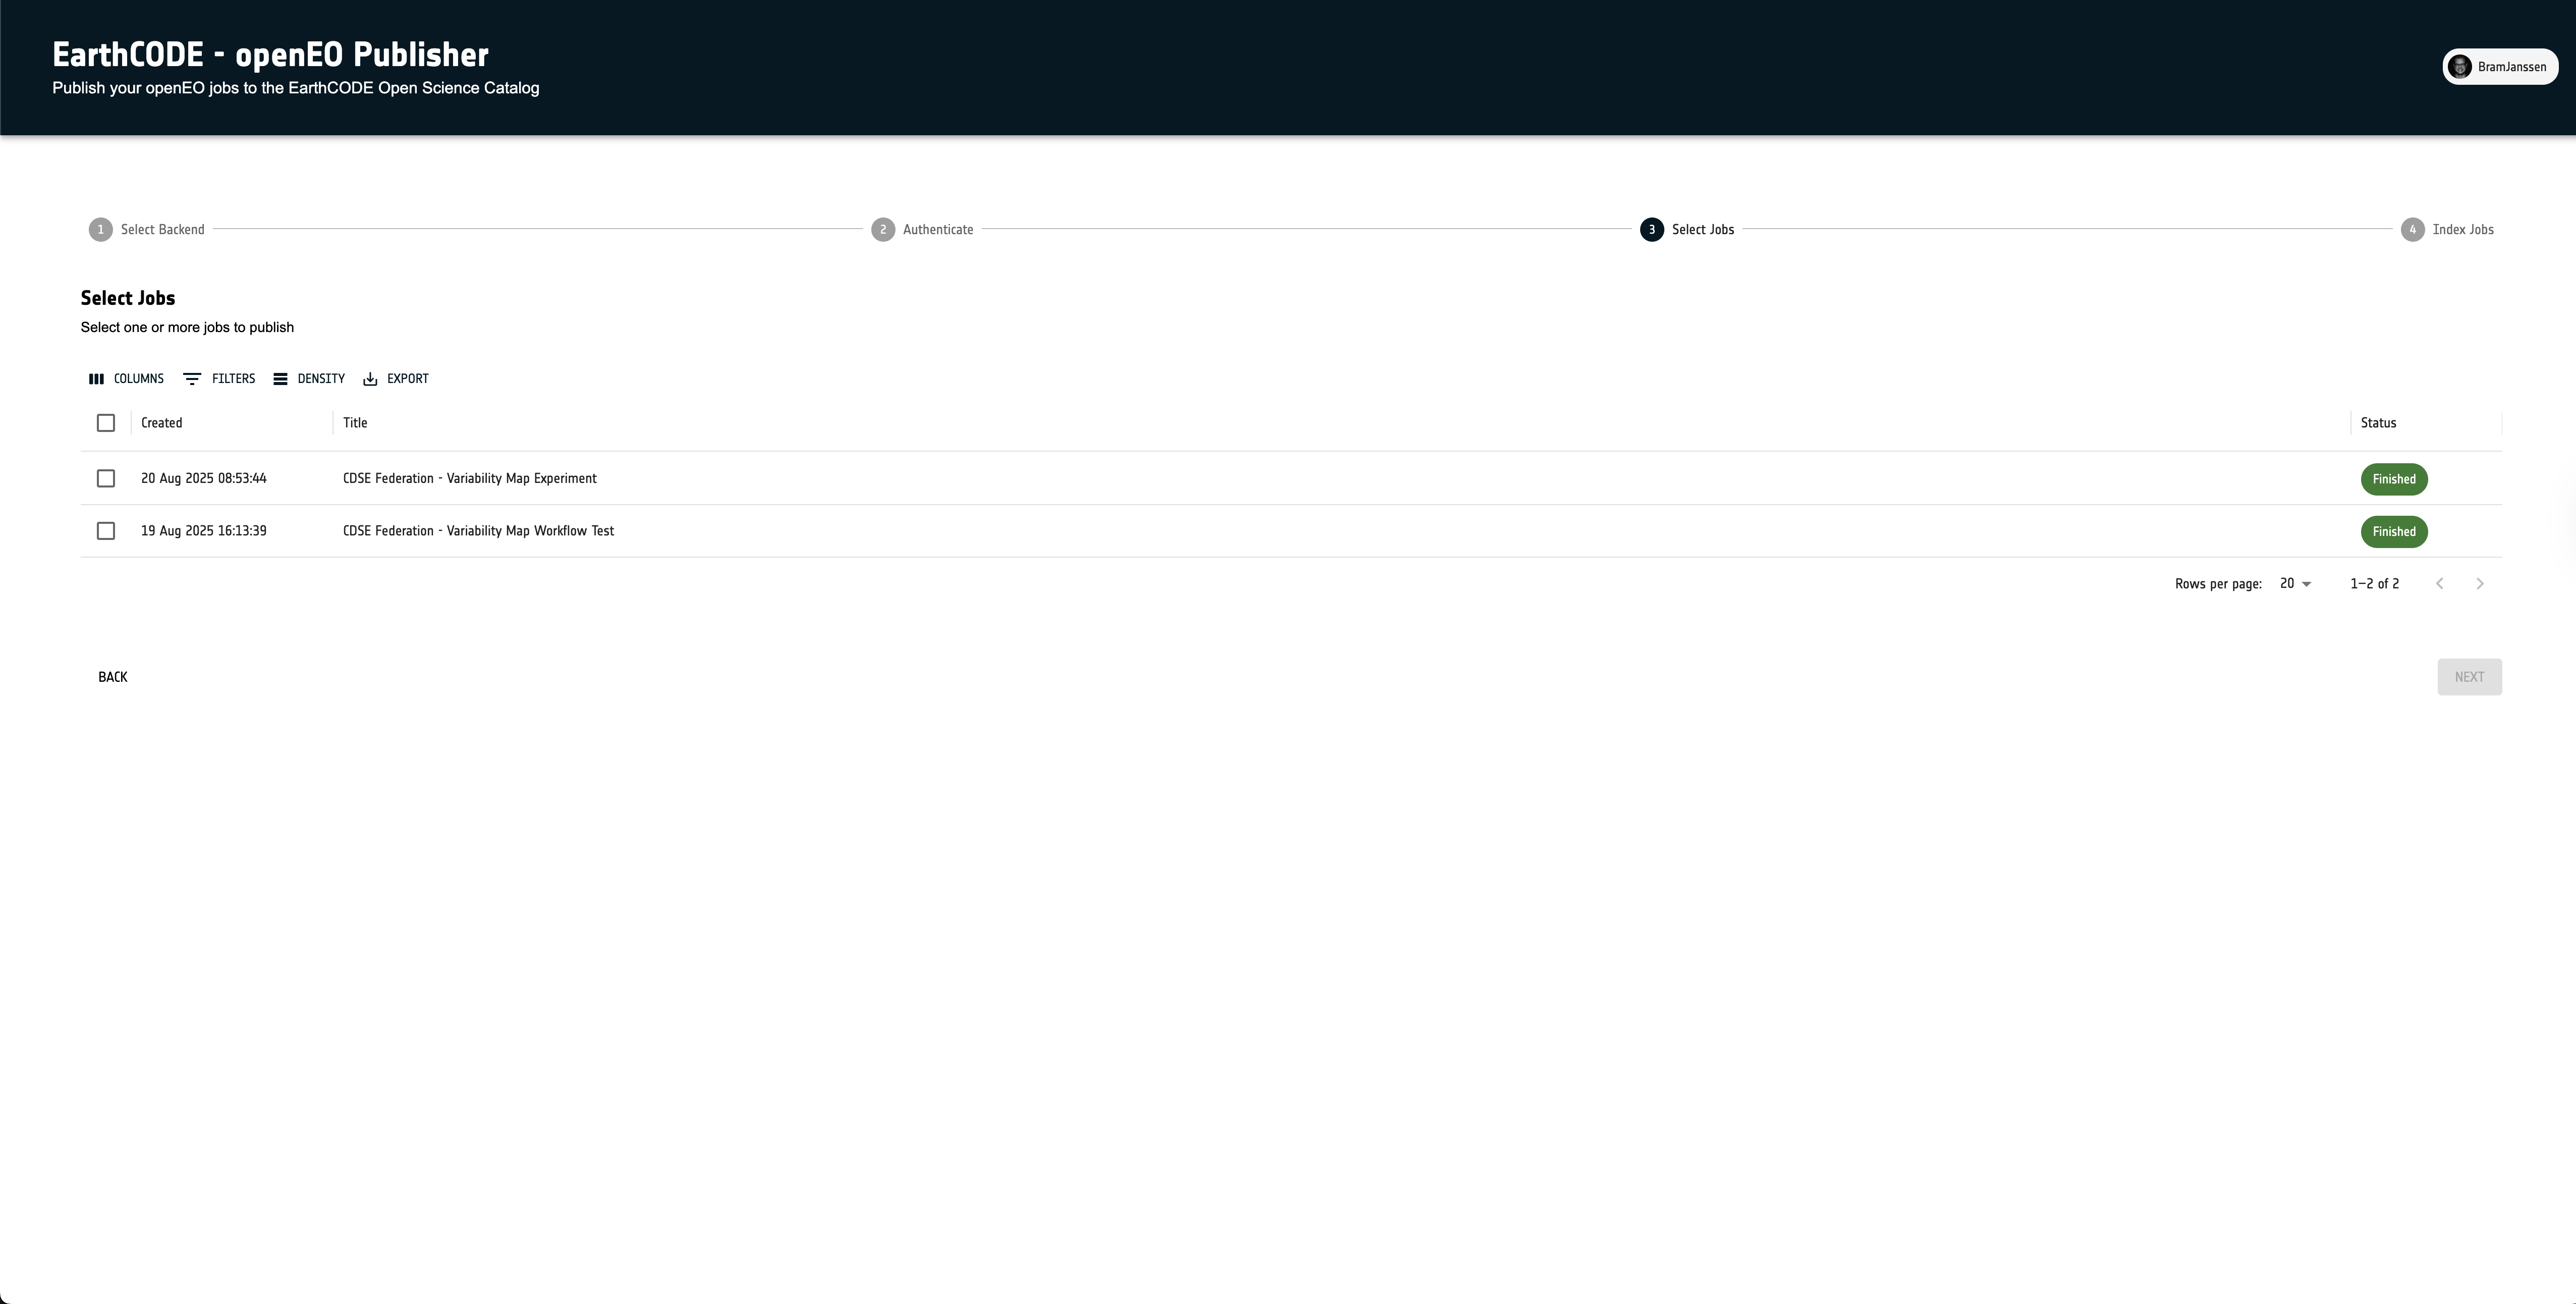 EarthCODE - openEO Publisher
Publish your openEO jobs to the EarthCODE Open Science Catalog
BramJanssen
1 Select Backend 2 Authenticate 3 Select Jobs 4 Index Jobs
Select Jobs
Select one or more jobs to publish
COLUMNS FILTERS DENSITY EXPORT
Created Title Status
20 Aug 2025 08:53:44 CDSE Federation - Variability Map Experiment Finished
19 Aug 2025 16:13:39 CDSE Federation - Variability Map Workflow Test Finished
Rows per page: 20 1–2 of 2
BACK NEXT